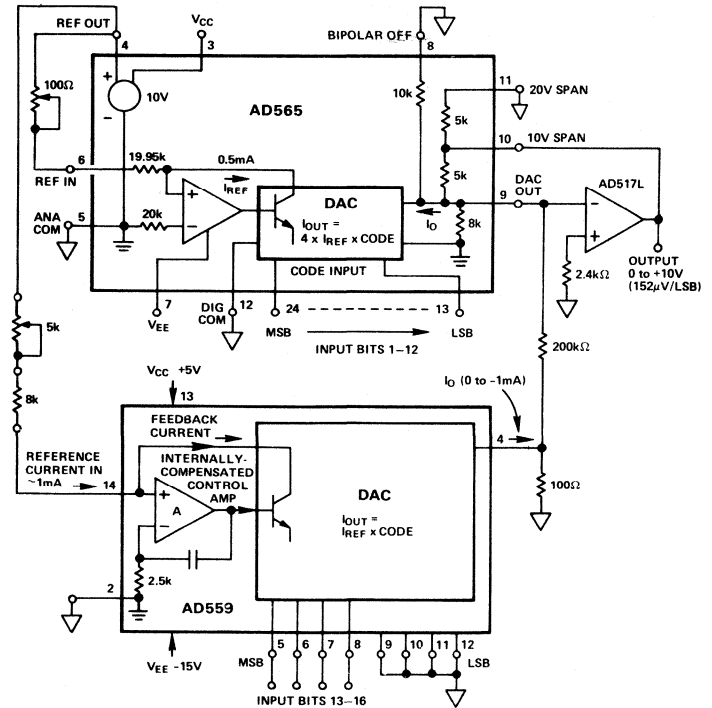 REF OUT
4
VCC
3
BIPOLAR OFF
8
100Ω
+
10V
-
AD565
10k
5k
11
20V SPAN
10
10V SPAN
6
REF IN
19.95k
0.5mA
IREF
5k
AD517L
9
DAC
OUT
ANA
COM
5
20k
+
-
DAC
IOUT =
4 x IREF x CODE
IO
8k
-
+
CODE INPUT
2.4kΩ
OUTPUT
0 to +10V
(152μV/LSB)
7
VEE
DIG
COM
12
24
MSB
13
LSB
INPUT BITS 1–12
5k
8k
200kΩ
VCC +5V
13
IO (0 to -1mA)
FEEDBACK
CURRENT
4
REFERENCE
CURRENT IN
~1mA
14
INTERNALLY-
COMPENSATED
CONTROL
AMP
+
A
-
DAC
IOUT =
IREF x CODE
100Ω
2.5k
2
AD559
VEE -15V
5
6
7
8
9
10
11
12
MSB
LSB
INPUT BITS 13–16